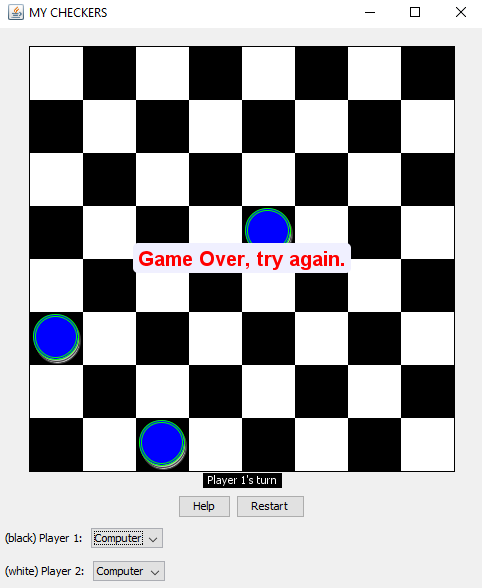 MY CHECKERS
Game Over, try again.
Player 1's turn
Help Restart
(black) Player 1: Computer
(white) Player 2: Computer